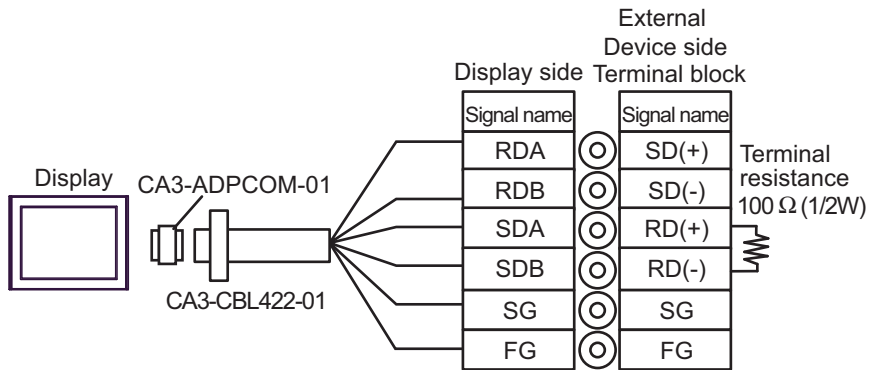 External
Device side
Display side Terminal block
Signal name Signal name
RDA SD(+)
RDB SD(-)
SDA RD(+)
SDB RD(-)
SG SG
FG FG
Terminal
resistance
100 Ω (1/2W)
Display
CA3-ADPCOM-01
CA3-CBL422-01